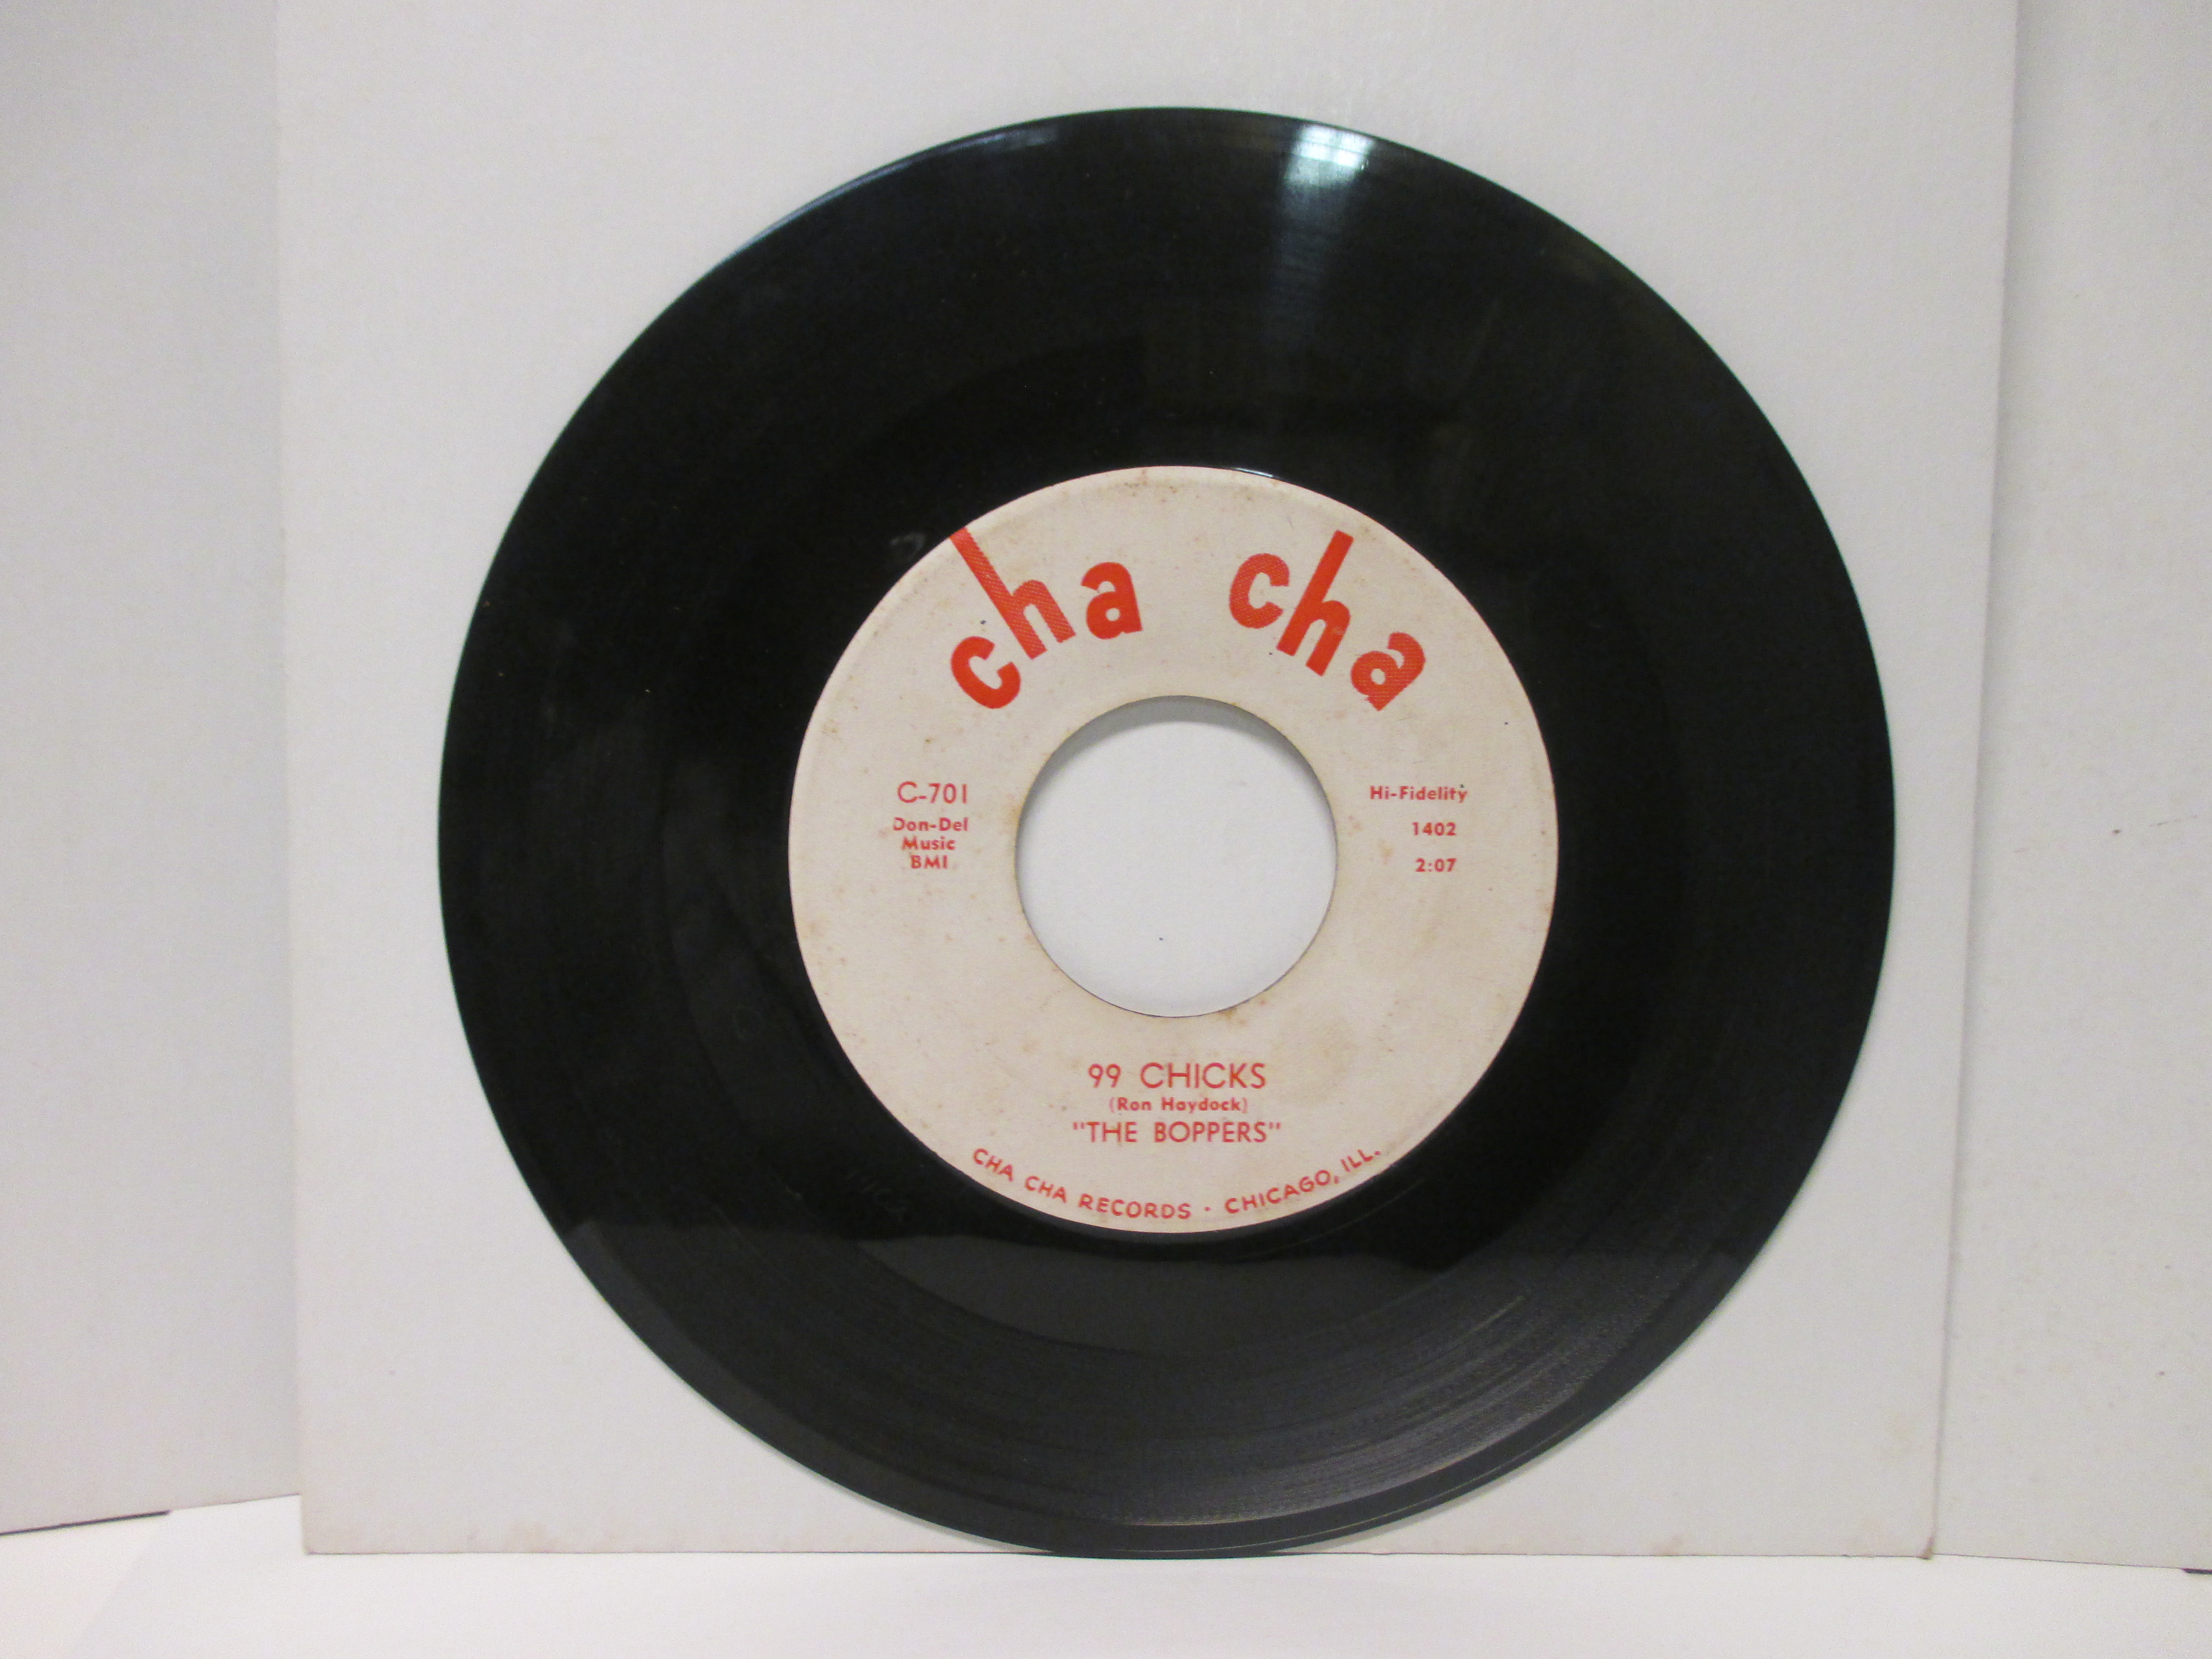 cha cha
C-701
Don-Del
Music
BMI
Hi-Fidelity
1402
2:07
99 CHICKS
(Ron Haydock)
"THE BOPPERS"
CHA CHA RECORDS · CHICAGO, ILL.